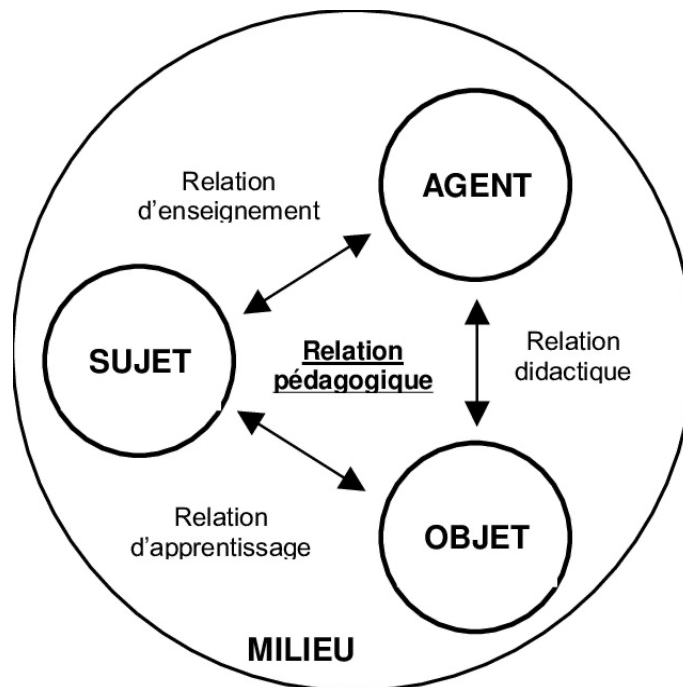 Relation
d'enseignement
AGENT
SUJET
Relation
pédagogique
Relation
didactique
Relation
d'apprentissage
OBJET
MILIEU